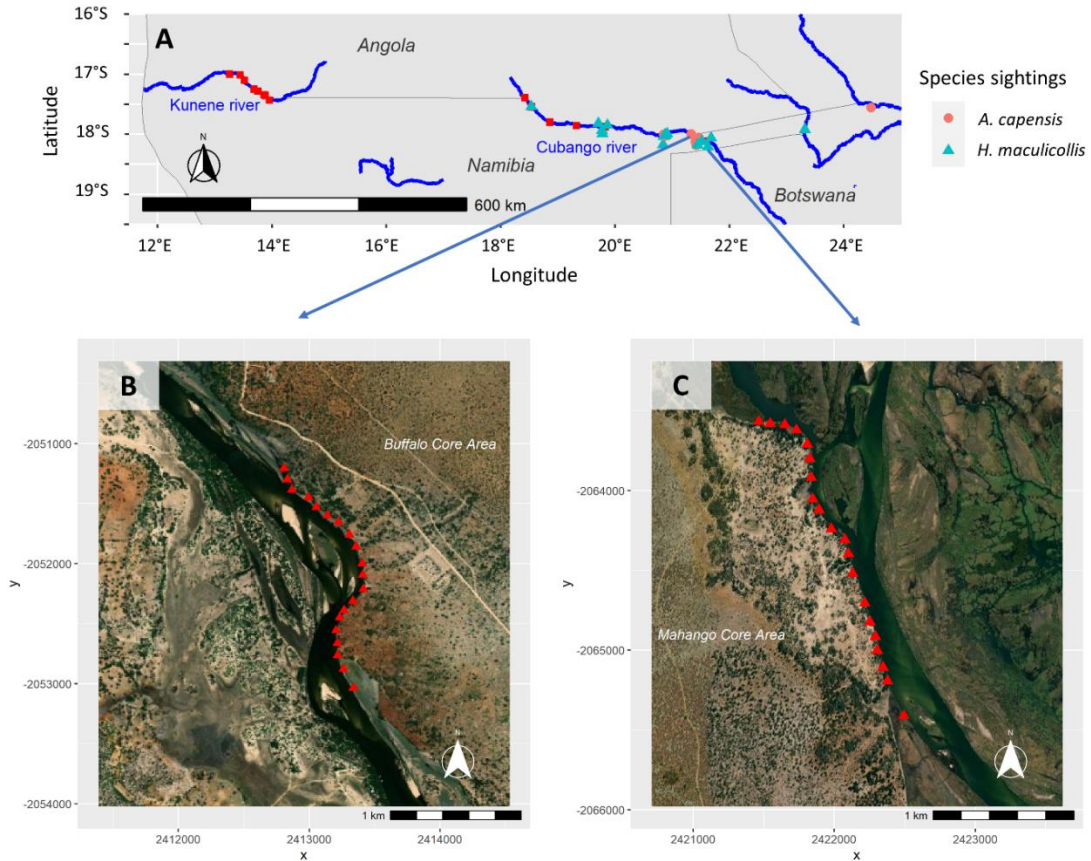 A
16°S
17°S
18°S
19°S
Latitude
Angola
Kunene river
N
Namibia
Cubango river
Botswana
600 km
12°E
14°E
16°E
18°E
20°E
22°E
24°E
Longitude
Species sightings
A. capensis
H. maculicollis
B
Buffalo Core Area
-2051000
-2052000
-2053000
-2054000
y
N
1 km
2412000
2413000
2414000
x
C
Mahango Core Area
-2064000
-2065000
-2066000
y
N
1 km
2421000
2422000
2423000
x